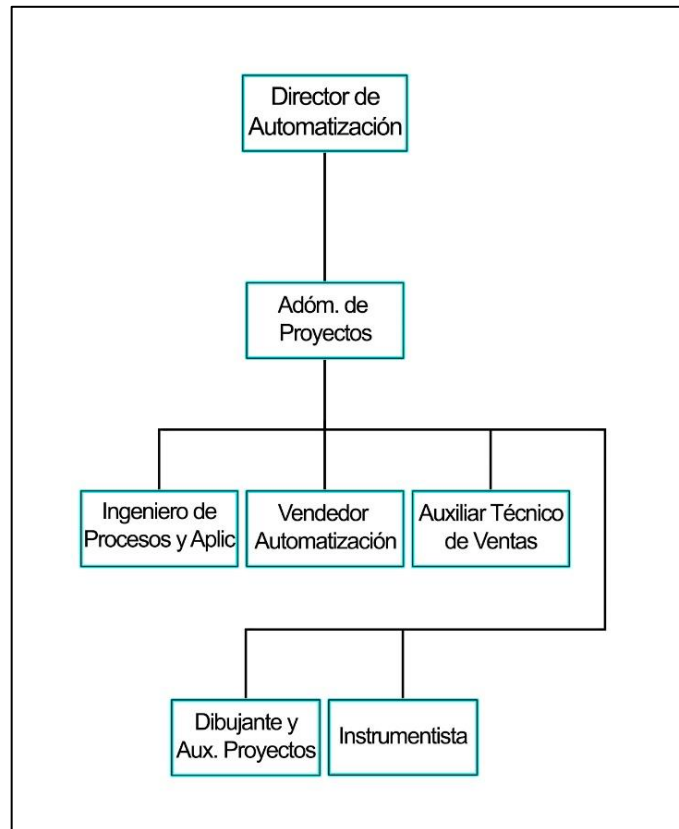 Director de
Automatización
Adóm. de
Proyectos
Ingeniero de
Procesos y Aplic
Vendedor
Automatización
Auxiliar Técnico
de Ventas
Dibujante y
Aux. Proyectos
Instrumentista